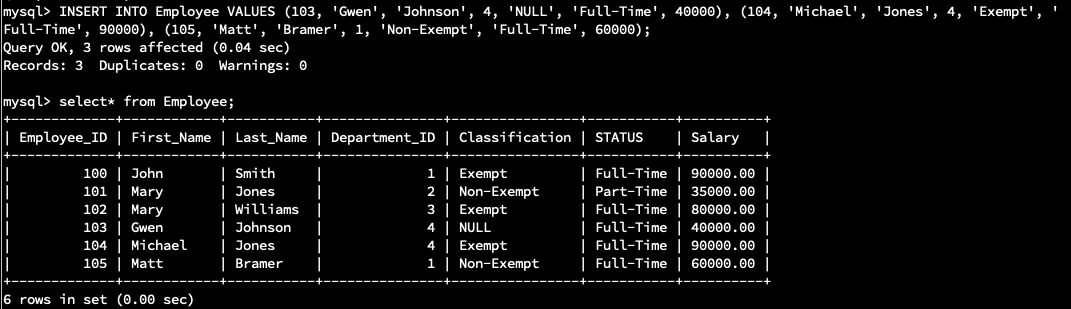 mysql> INSERT INTO Employee VALUES (103, 'Gwen', 'Johnson', 4, 'NULL', 'Full-Time', 40000), (104, 'Michael', 'Jones', 4, 'Exempt', '
Full-Time', 90000), (105, 'Matt', 'Bramer', 1, 'Non-Exempt', 'Full-Time', 60000);
Query OK, 3 rows affected (0.04 sec)
Records: 3  Duplicates: 0  Warnings: 0

mysql> select* from Employee;
+-------------+------------+-----------+---------------+----------------+-----------+----------+
| Employee_ID | First_Name | Last_Name | Department_ID | Classification | STATUS    | Salary   |
+-------------+------------+-----------+---------------+----------------+-----------+----------+
|         100 | John       | Smith     |             1 | Exempt         | Full-Time | 90000.00 |
|         101 | Mary       | Jones     |             2 | Non-Exempt     | Part-Time | 35000.00 |
|         102 | Mary       | Williams  |             3 | Exempt         | Full-Time | 80000.00 |
|         103 | Gwen       | Johnson   |             4 | NULL           | Full-Time | 40000.00 |
|         104 | Michael    | Jones     |             4 | Exempt         | Full-Time | 90000.00 |
|         105 | Matt       | Bramer    |             1 | Non-Exempt     | Full-Time | 60000.00 |
+-------------+------------+-----------+---------------+----------------+-----------+----------+
6 rows in set (0.00 sec)